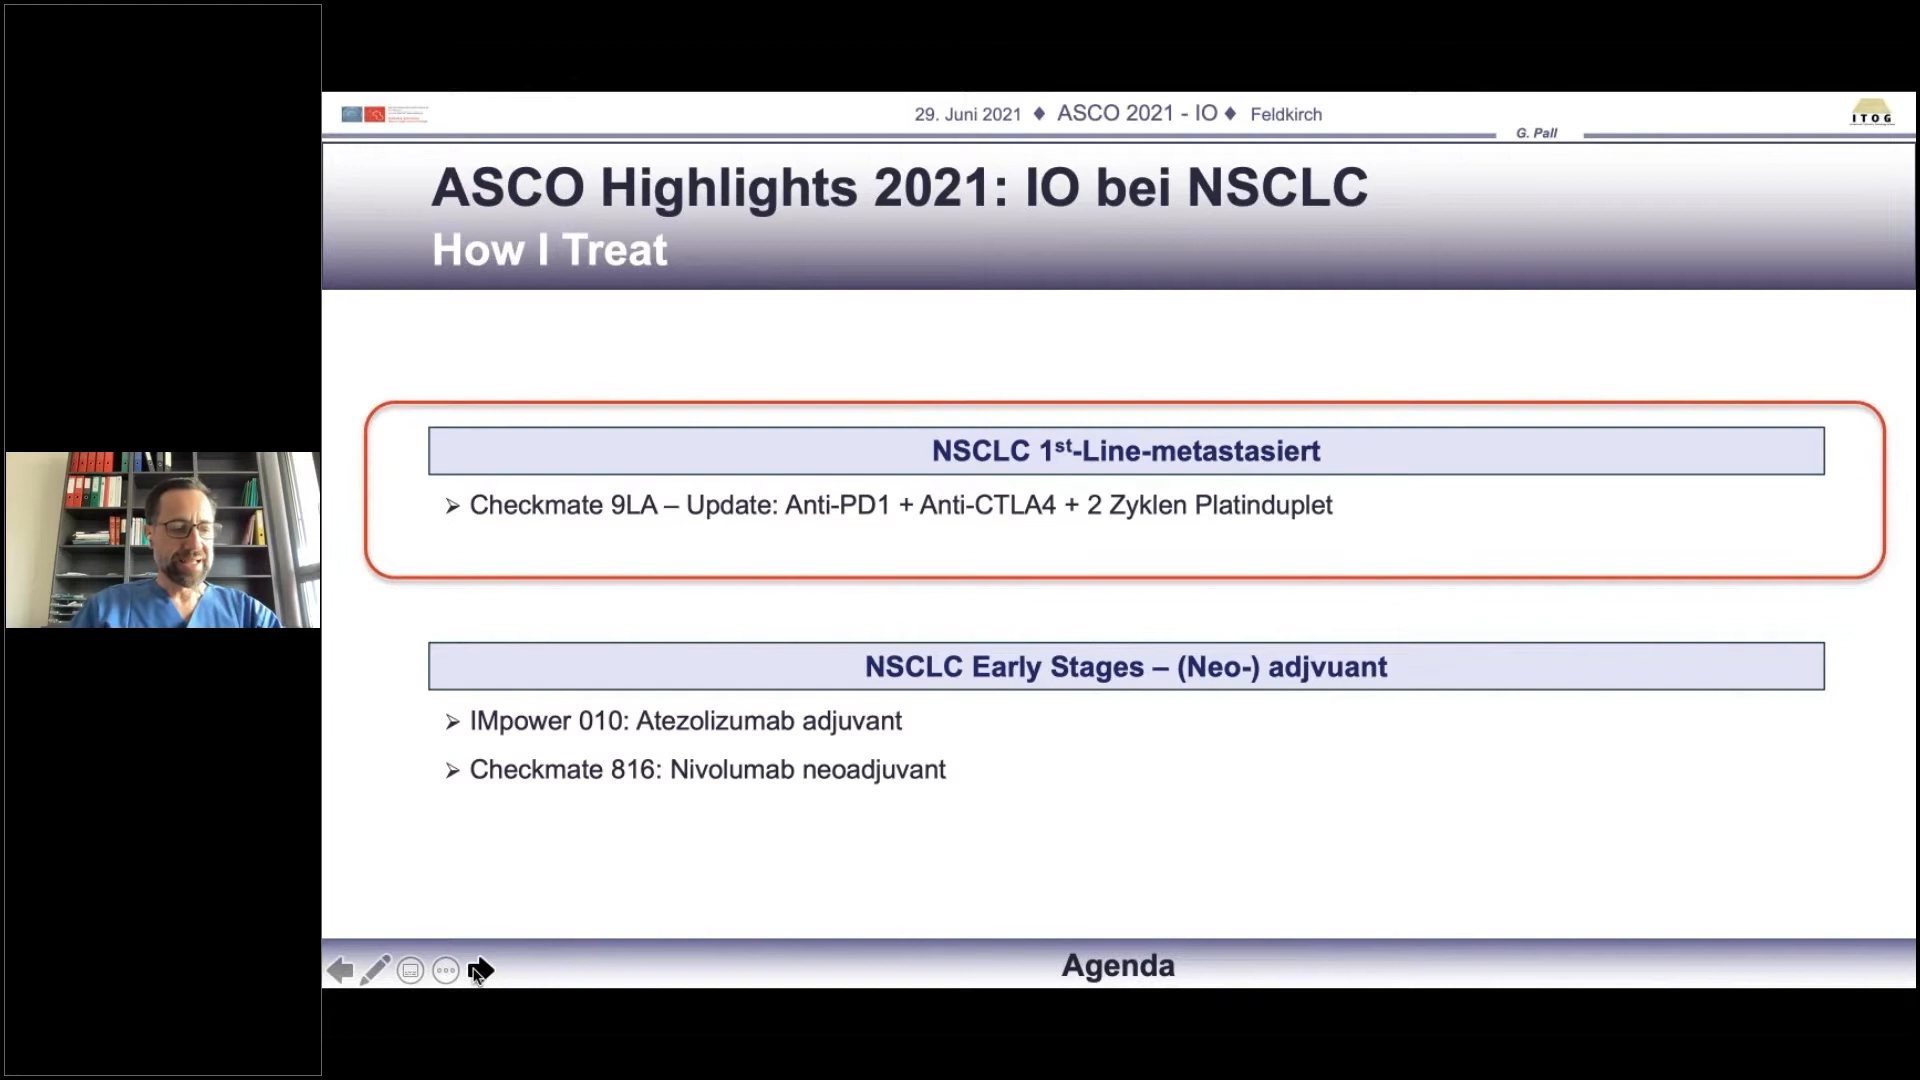 29. Juni 2021 ♦ ASCO 2021 - IO ♦ Feldkirch
ITOG
G. Pall
ASCO Highlights 2021: IO bei NSCLC
How I Treat
NSCLC 1st-Line-metastasiert
➢ Checkmate 9LA – Update: Anti-PD1 + Anti-CTLA4 + 2 Zyklen Platinduplet
NSCLC Early Stages – (Neo-) adjvuant
➢ IMpower 010: Atezolizumab adjuvant
➢ Checkmate 816: Nivolumab neoadjuvant
Agenda